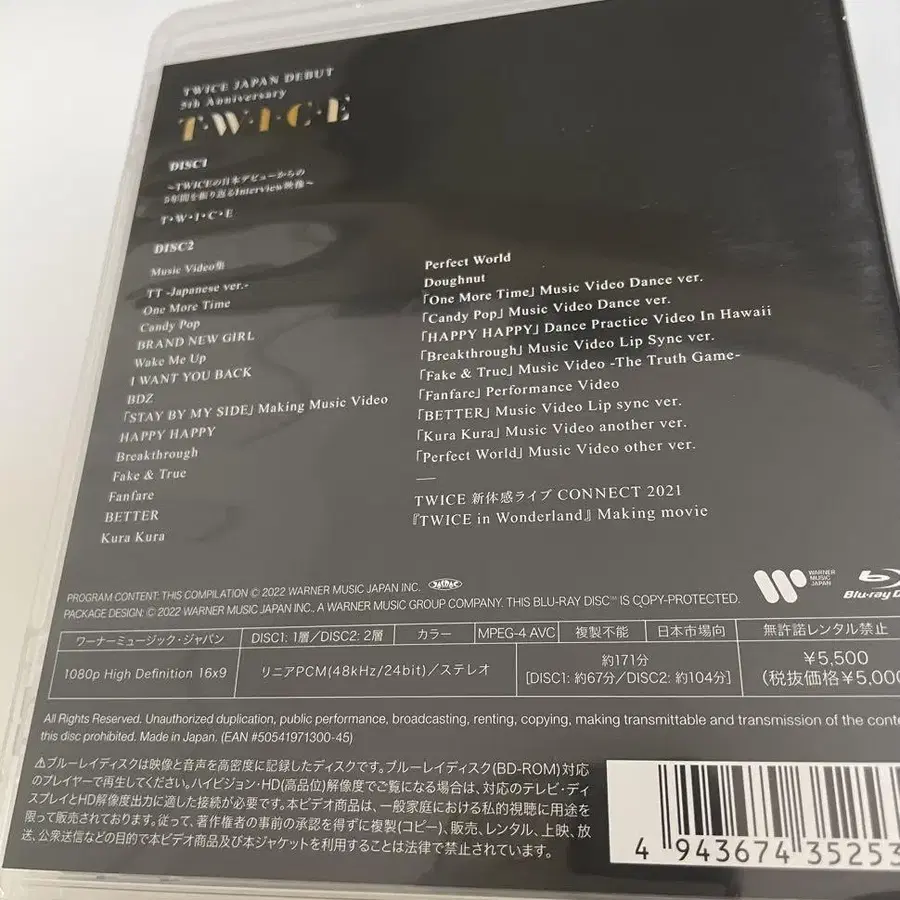 TWICE JAPAN DEBUT
5th Anniversary
T·W·I·C·E
DISC1
~TWICEの日本デビューからの
5年間を振り返るInterview映像~
T·W·I·C·E
DISC2
Music Video集
TT -Japanese ver.-
One More Time
Candy Pop
BRAND NEW GIRL
Wake Me Up
I WANT YOU BACK
BDZ
「STAY BY MY SIDE」Making Music Video
HAPPY HAPPY
Breakthrough
Fake & True
Fanfare
BETTER
Kura Kura
Perfect World
Doughnut
「One More Time」Music Video Dance ver.
「Candy Pop」Music Video Dance ver.
「HAPPY HAPPY」Dance Practice Video In Hawaii
「Breakthrough」Music Video Lip Sync ver.
「Fake & True」Music Video -The Truth Game-
「Fanfare」Performance Video
「BETTER」Music Video Lip sync ver.
「Kura Kura」Music Video another ver.
「Perfect World」Music Video other ver.
—
TWICE 新体感ライブ CONNECT 2021
『TWICE in Wonderland』Making movie
PROGRAM CONTENT: THIS COMPILATION © 2022 WARNER MUSIC JAPAN INC. JASRAC
PACKAGE DESIGN: © 2022 WARNER MUSIC JAPAN INC., A WARNER MUSIC GROUP COMPANY. THIS BLU-RAY DISC™ IS COPY-PROTECTED.
WARNER
MUSIC
JAPAN
Blu-ray D
ワーナーミュージック・ジャパン DISC1: 1層/DISC2: 2層 カラー MPEG-4 AVC 複製不能 日本市場向 無許諾レンタル禁止
1080p High Definition 16x9 リニアPCM(48kHz/24bit)/ステレオ 約171分 ¥5,500
[DISC1: 約67分/DISC2: 約104分] (税抜価格¥5,000
All Rights Reserved. Unauthorized duplication, public performance, broadcasting, renting, copying, making transmittable and transmission of the conte
this disc prohibited. Made in Japan. (EAN #50541971300-45)
⚠ブルーレイディスクは映像と音声を高密度に記録したディスクです。ブルーレイディスク(BD-ROM)対応
のプレイヤーで再生してください。ハイビジョン・HD(高品位)解像度でご覧になる場合は、対応のテレビ・ディ
スプレイとHD解像度出力に適した接続が必要です。本ビデオ商品は、一般家庭における私的視聴に用途を
限って販売されております。従って、著作権者の事前の承認を得ずに複製(コピー)、販売、レンタル、上映、放
送、公衆送信などの目的で本ビデオ商品及び本ジャケットを利用することは法律で禁止されています。
4 943674 35253